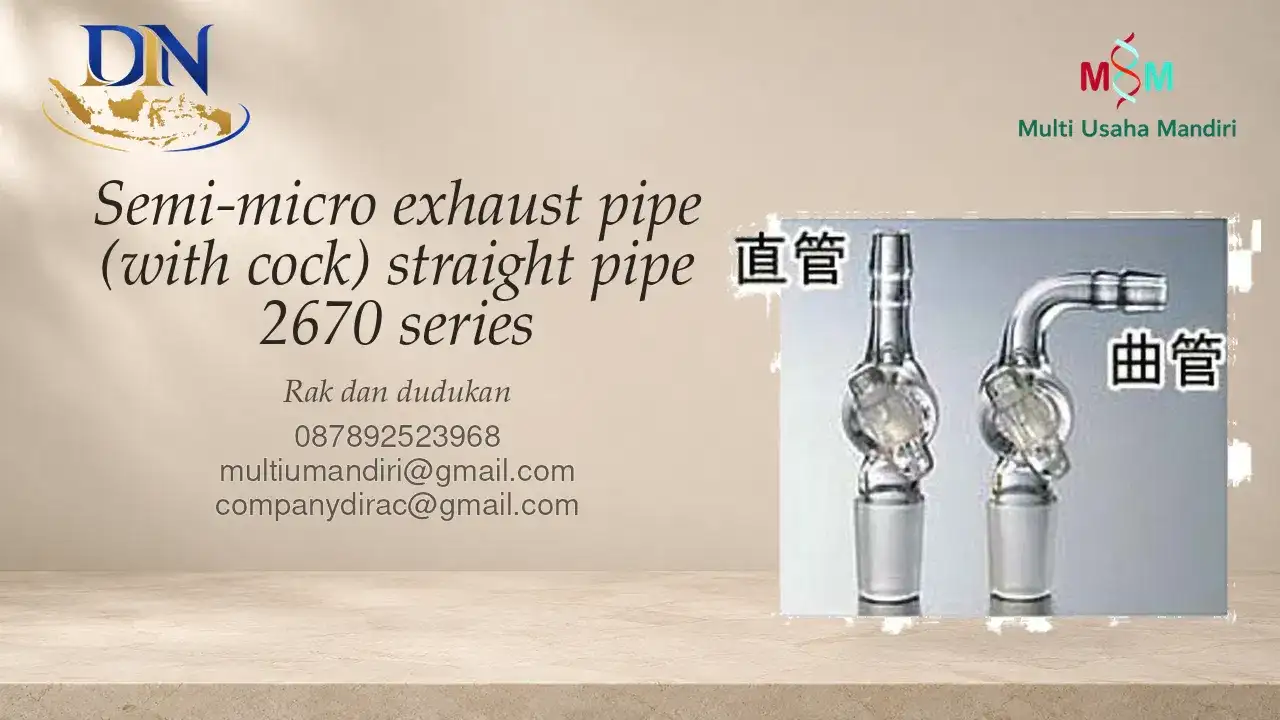 DN
M M
Multi Usaha Mandiri
Semi-micro exhaust pipe
(with cock) straight pipe
2670 series
Rak dan dudukan
087892523968
multiumandiri@gmail.com
companydirac@gmail.com
直管
曲管